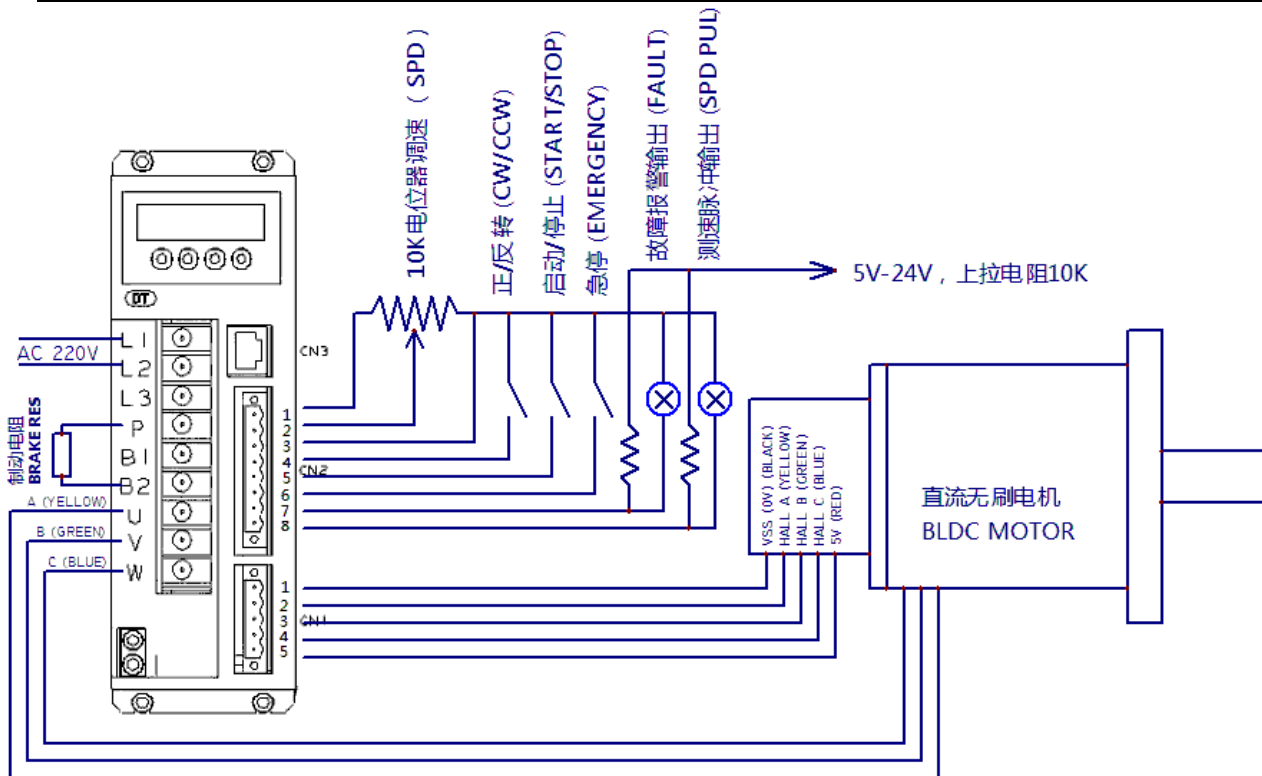 10K电位器调速 ( SPD )
正/反转 (CW/CCW)
启动/停止 (START/STOP)
急停 (EMERGENCY)
故障报警输出 (FAULT)
测速脉冲输出 (SPD PUL)
5V-24V，上拉电阻10K
DT
L1
AC 220V
L2
L3
P
B1
B2
U
V
W
制动电阻
BRAKE RES
A (YELLOW)
B (GREEN)
C (BLUE)
CN3
1
2
3
4
CN2
5
6
7
8
1
2
3
CN1
4
5
VSS (0V) (BLACK)
HALL A (YELLOW)
HALL B (GREEN)
HALL C (BLUE)
5V (RED)
直流无刷电机
BLDC MOTOR